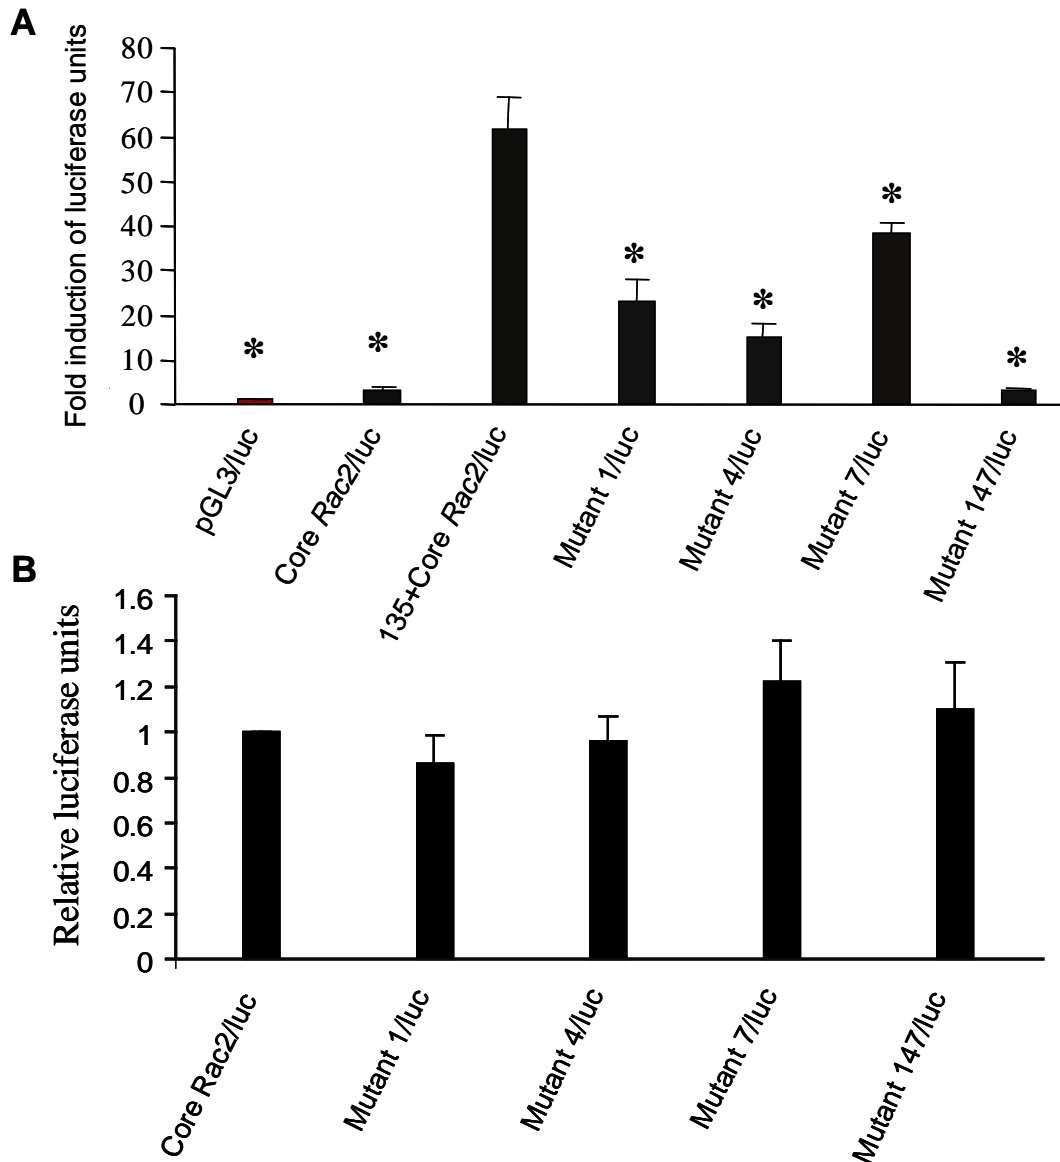 A
Fold induction of luciferase units
80
70
60
50
40
30
20
10
0
*
*
*
*
*
*
pGL3/luc
Core Rac2/luc
135+Core Rac2/luc
Mutant 1/luc
Mutant 4/luc
Mutant 7/luc
Mutant 147/luc
B
Relative luciferase units
1.6
1.4
1.2
1
0.8
0.6
0.4
0.2
0
Core Rac2/luc
Mutant 1/luc
Mutant 4/luc
Mutant 7/luc
Mutant 147/luc